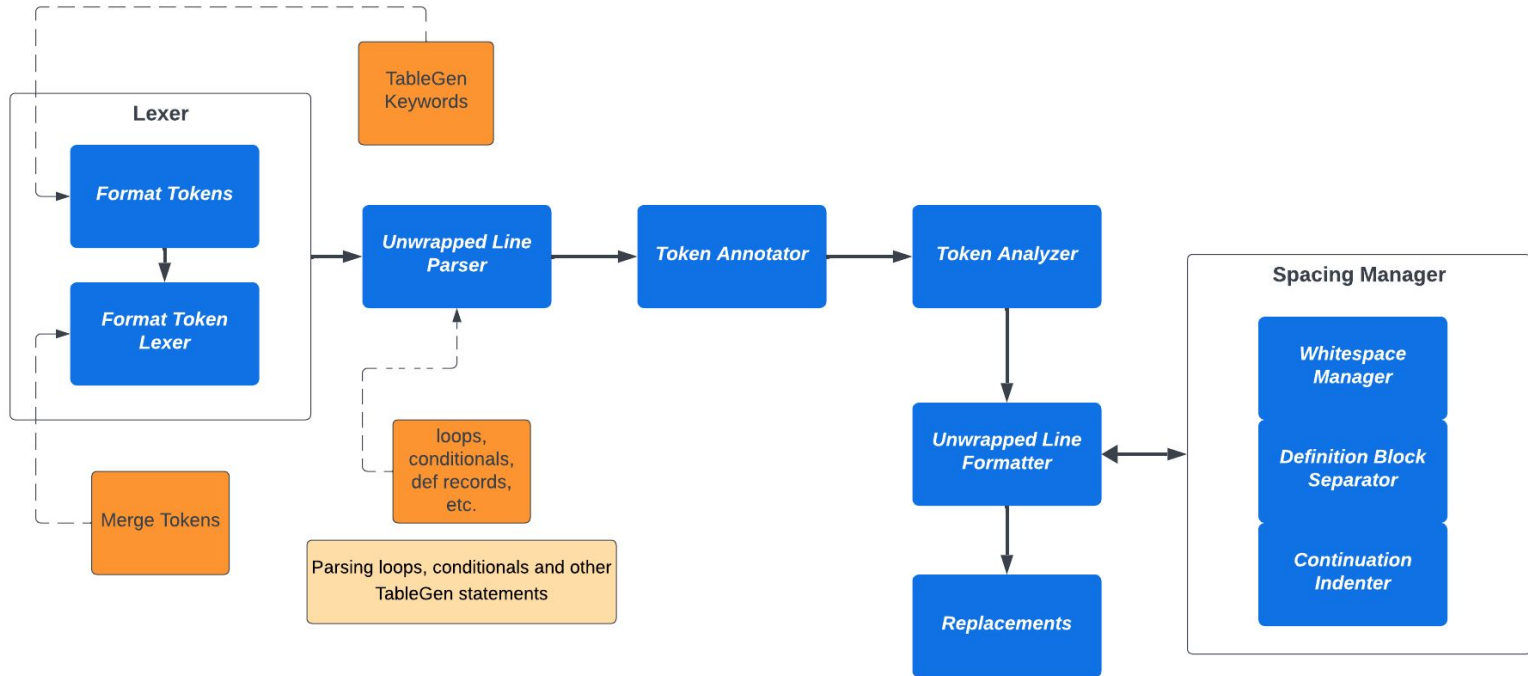 TableGen
Keywords
Lexer
Format Tokens
Format Token
Lexer
Merge Tokens
Unwrapped Line
Parser
loops,
conditionals,
def records,
etc.
Parsing loops, conditionals and other
TableGen statements
Token Annotator
Token Analyzer
Unwrapped Line
Formatter
Replacements
Spacing Manager
Whitespace
Manager
Definition Block
Separator
Continuation
Indenter